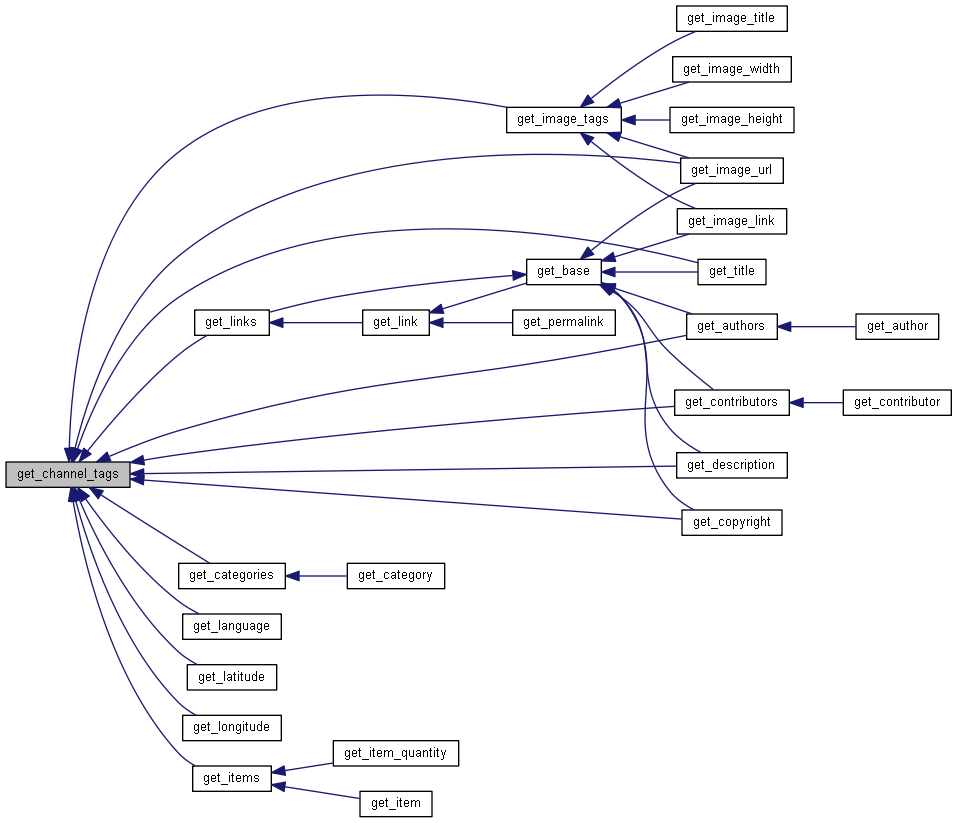 get_image_title
get_image_width
get_image_tags
get_image_height
get_image_url
get_image_link
get_base
get_title
get_links
get_link
get_permalink
get_authors
get_author
get_contributors
get_contributor
get_channel_tags
get_description
get_copyright
get_categories
get_category
get_language
get_latitude
get_longitude
get_item_quantity
get_items
get_item